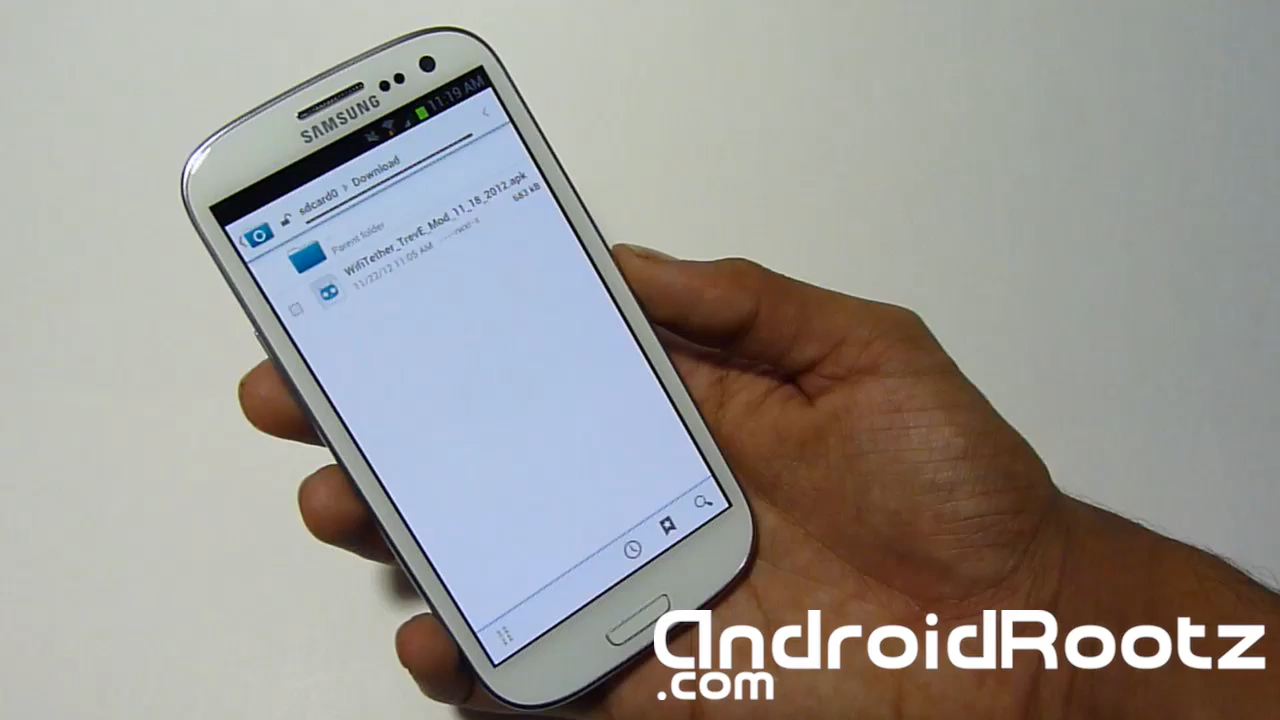 SAMSUNG
11:19 AM
sdcard0 > Download
Parent folder
WifiTether_TrevE_Mod_11_18_2012.apk
11/22/12 11:05 AM
683 kB
AndroidRootz
.com